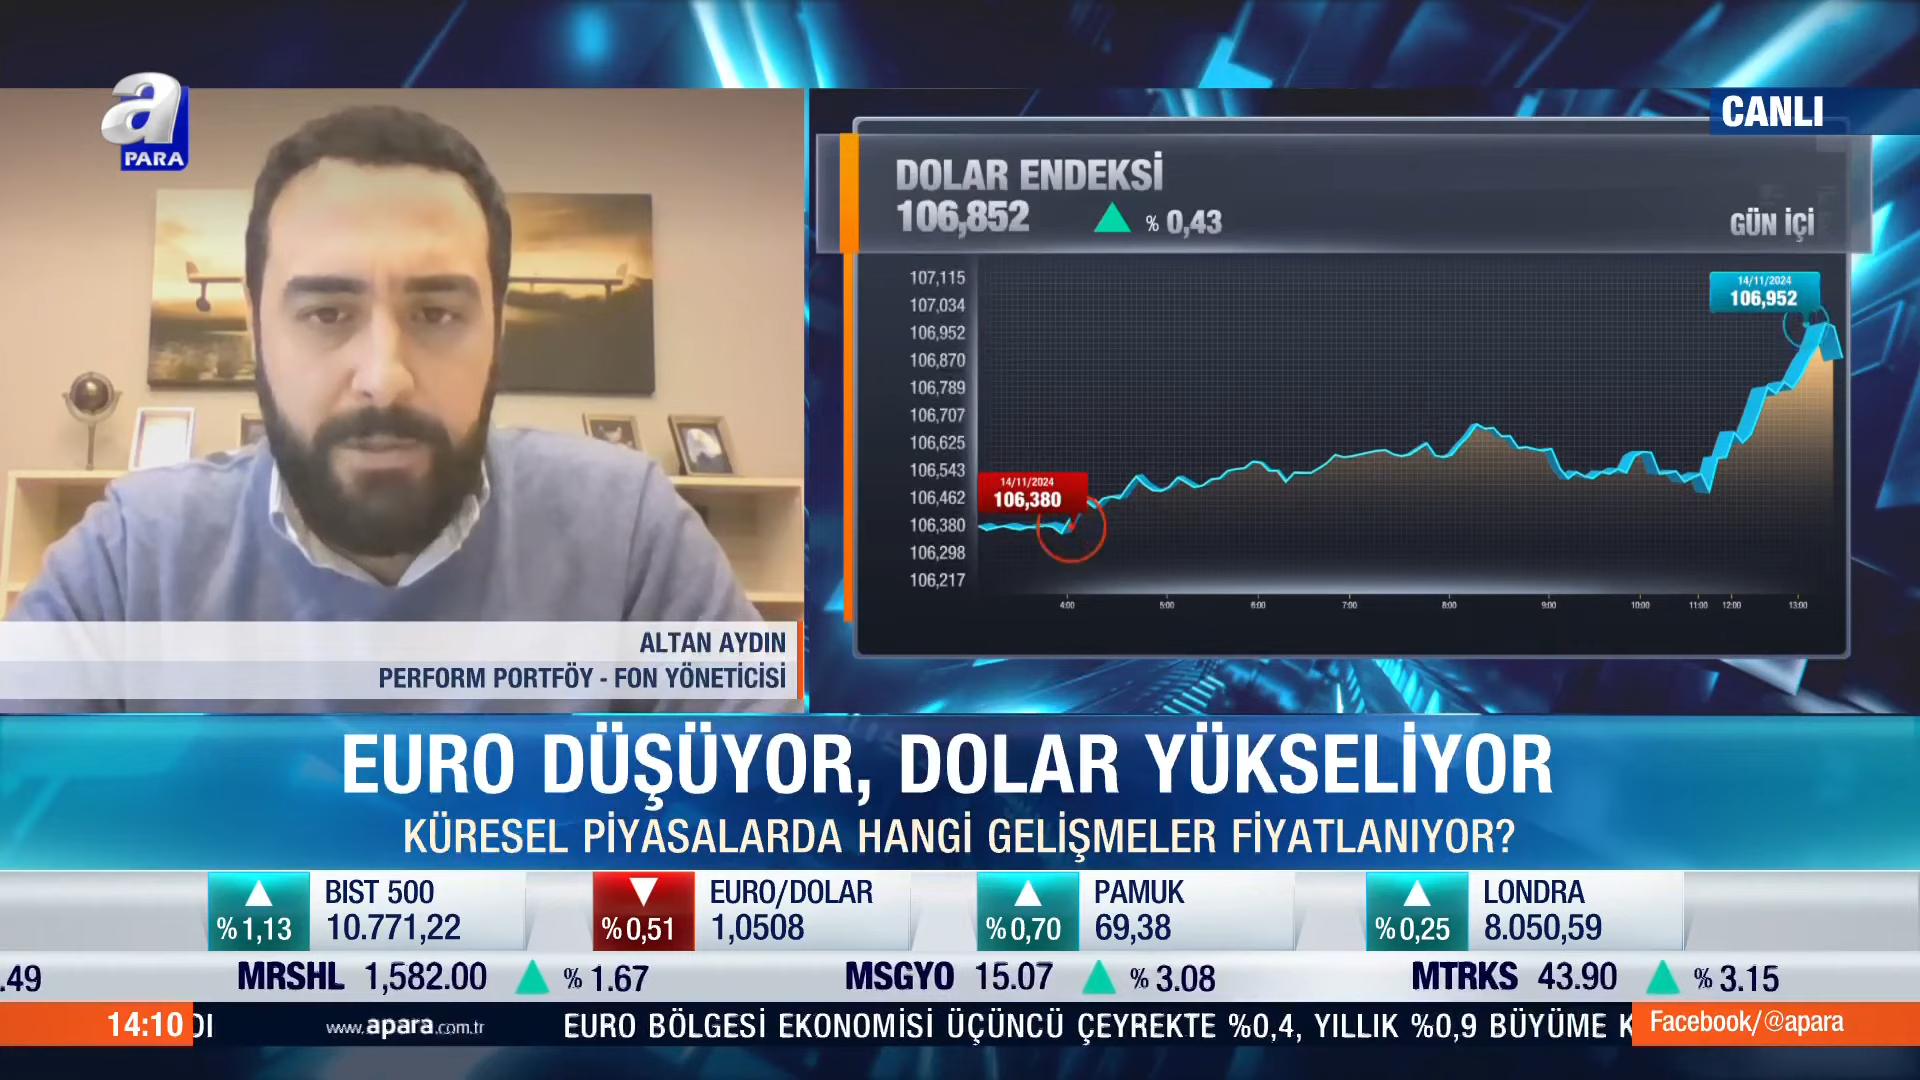 a
PARA
CANLI
DOLAR ENDEKSİ
106,852 % 0,43
GÜN İÇİ
107,115
107,034
106,952
106,870
106,789
106,707
106,625
106,543
106,462
106,380
106,298
106,217
14/11/2024
106,952
14/11/2024
106,380
4:00 5:00 6:00 7:00 8:00 9:00 10:00 11:00 12:00 13:00
ALTAN AYDIN
PERFORM PORTFÖY - FON YÖNETİCİSİ
EURO DÜŞÜYOR, DOLAR YÜKSELİYOR
KÜRESEL PİYASALARDA HANGİ GELİŞMELER FİYATLANIYOR?
% 1,13 BIST 500 10.771,22
% 0,51 EURO/DOLAR 1,0508
% 0,70 PAMUK 69,38
% 0,25 LONDRA 8.050,59
.49 MRSHL 1,582.00 % 1.67 MSGYO 15.07 % 3.08 MTRKS 43.90 % 3.15
14:10 www.apara.com.tr EURO BÖLGESİ EKONOMİSİ ÜÇÜNCÜ ÇEYREKTE %0,4, YILLIK %0,9 BÜYÜME Facebook/@apara